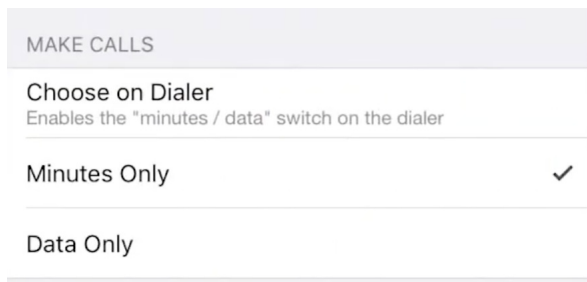 MAKE CALLS
Choose on Dialer
Enables the "minutes / data" switch on the dialer
Minutes Only
Data Only